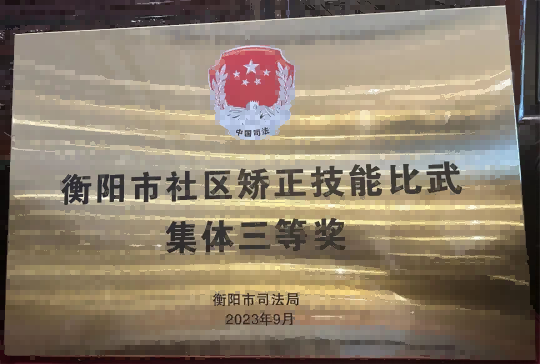 中国司法
衡阳市社区矫正技能比武
集体三等奖
衡阳市司法局
2023年9月